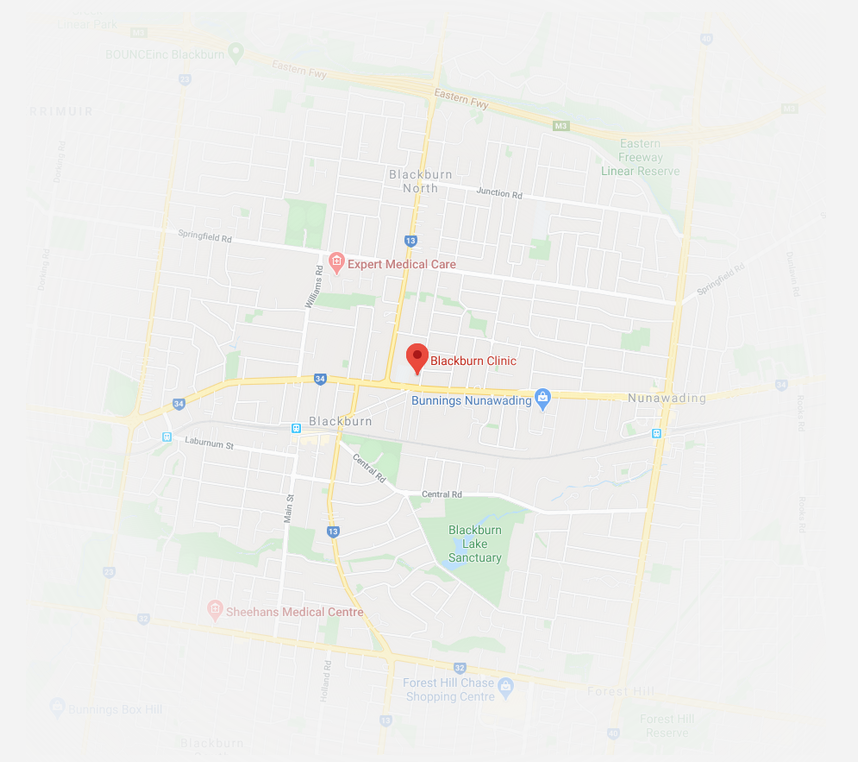 Linear Park
M3
BOUNCEinc Blackburn
23
Eastern Fwy
40
Eastern Fwy
M3
M3
RRIMUIR
Eastern
Freeway
Linear Reserve
Blackburn
North
Junction Rd
Springfield Rd
13
Expert Medical Care
Williams Rd
Springfield Rd
Blackburn Clinic
34
34
34
Bunnings Nunawading
Nunawading
Blackburn
Laburnum St
Central Rd
Central Rd
Main St
13
Blackburn
Lake
Sanctuary
23
Sheehans Medical Centre
32
32
Holland Rd
Forest Hill Chase
Shopping Centre
Forest Hill
Bunnings Box Hill
13
40
Forest Hill
Reserve
Blackburn